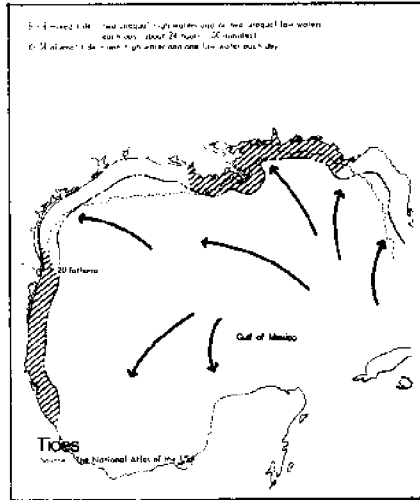 mixed tide two unequal high waters and or two unequal low waters
each day about 24 hours 50 minutes
tide one high water and one low water each day
20 fathoms
Gulf of Mexico
Tides
The National Atlas of the USA